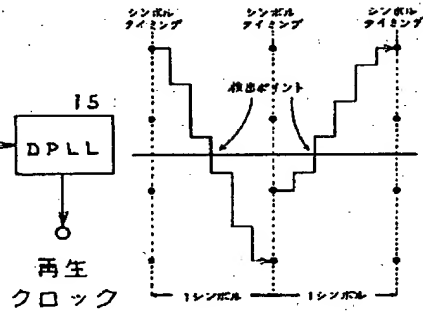 15
DPLL
再生
クロック
シンボル
タイミング
シンボル
タイミング
シンボル
タイミング
検出ポイント
1シンボル
1シンボル